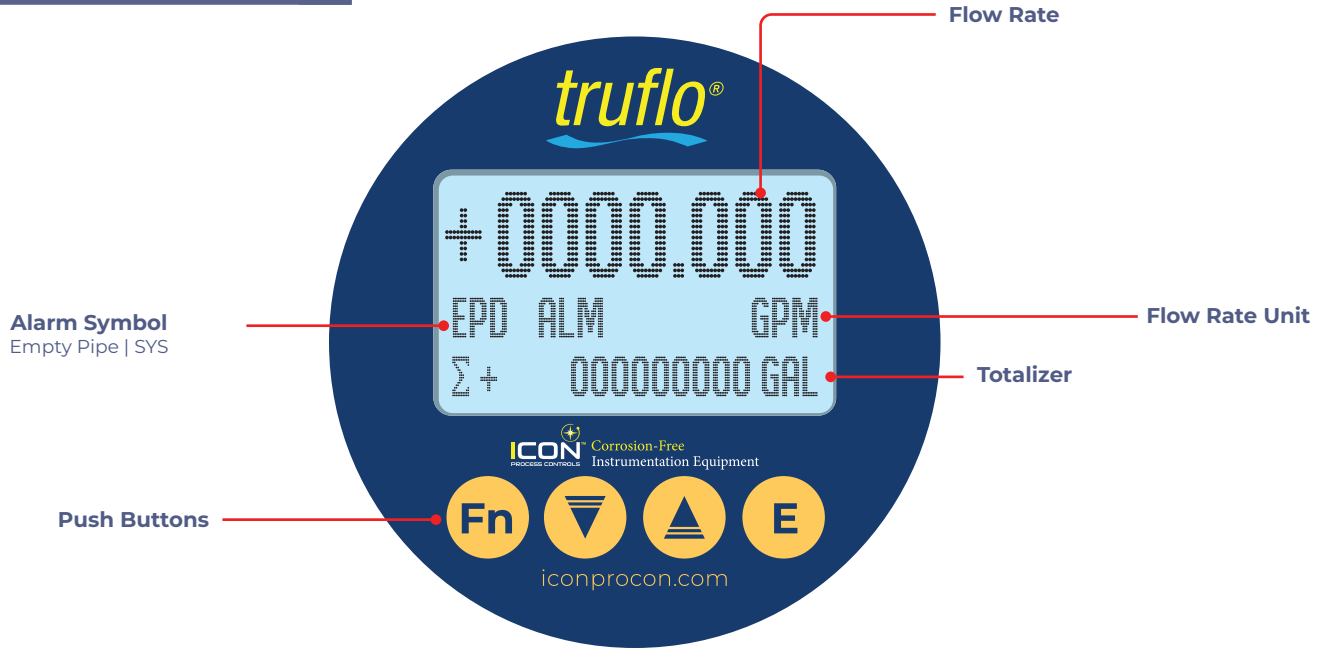 Flow Rate
truflo®
+0000.000
EPD ALM GPM
Alarm Symbol
Empty Pipe | SYS
Flow Rate Unit
Σ + 000000000 GAL
Totalizer
ICON™ Corrosion-Free
PROCESS CONTROLS Instrumentation Equipment
Push Buttons
Fn E
iconprocon.com